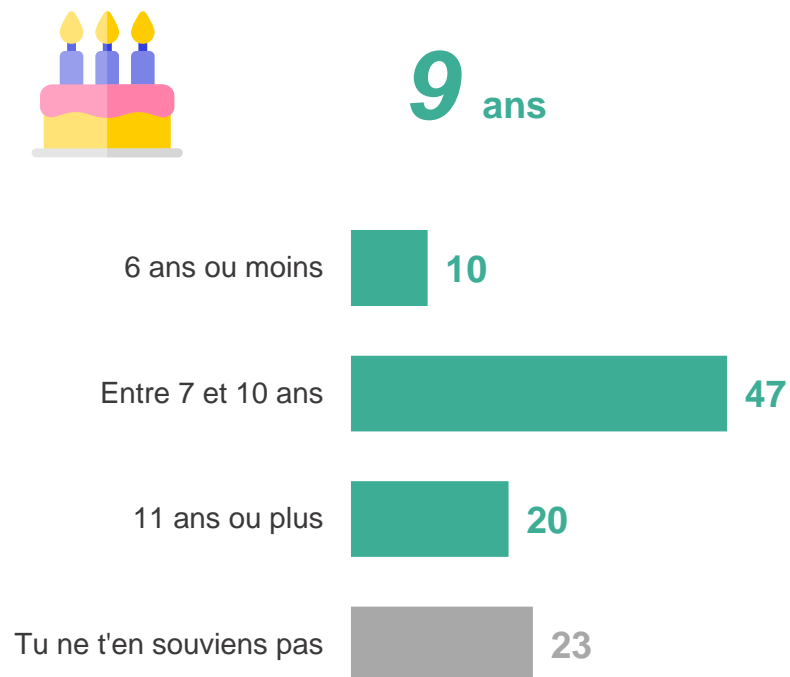 9 ans
6 ans ou moins 10
Entre 7 et 10 ans 47
11 ans ou plus 20
Tu ne t'en souviens pas 23